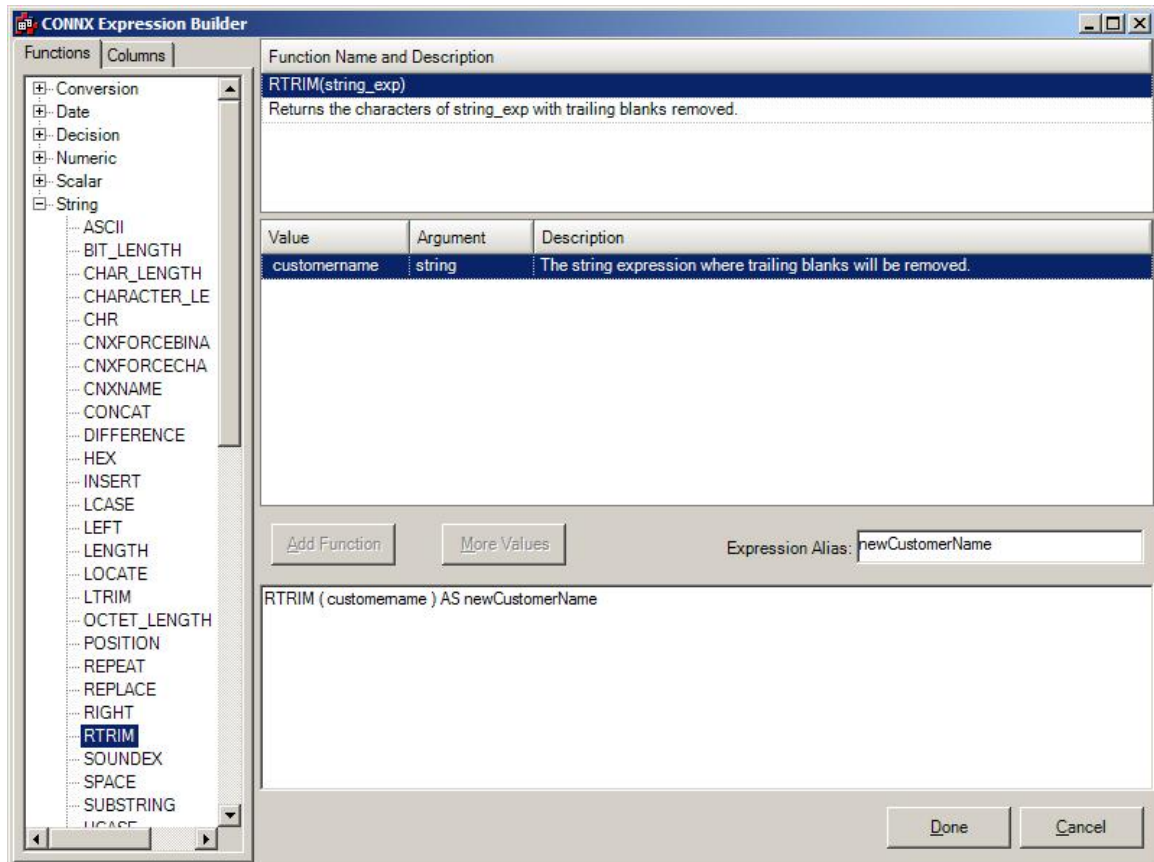 CONNX Expression Builder
Functions
Columns
Conversion
Date
Decision
Numeric
Scalar
String
ASCII
BIT_LENGTH
CHAR_LENGTH
CHARACTER_LE
CHR
CNXFORCEBINA
CNXFORCECHA
CNXNAME
CONCAT
DIFFERENCE
HEX
INSERT
LCASE
LEFT
LENGTH
LOCATE
LTRIM
OCTET_LENGTH
POSITION
REPEAT
REPLACE
RIGHT
RTRIM
SOUNDEX
SPACE
SUBSTRING
UCASE
Function Name and Description
RTRIM(string_exp)
Returns the characters of string_exp with trailing blanks removed.
Value Argument Description
customername string The string expression where trailing blanks will be removed.
Add Function
More Values
Expression Alias: newCustomerName
RTRIM ( customername ) AS newCustomerName
Done
Cancel